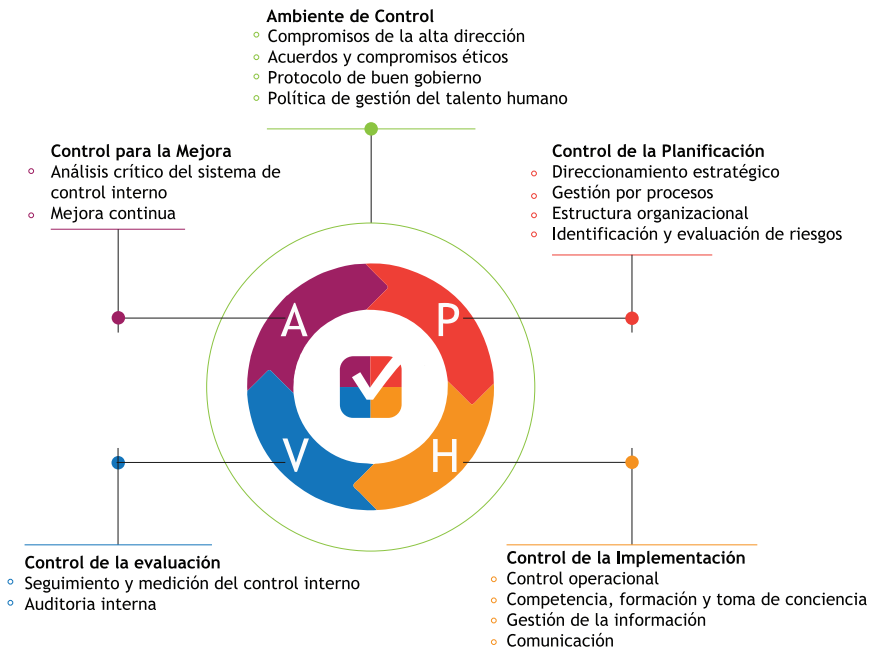 Ambiente de Control
Compromisos de la alta dirección
Acuerdos y compromisos éticos
Protocolo de buen gobierno
Política de gestión del talento humano
Control para la Mejora
Análisis crítico del sistema de
control interno
Mejora continua
Control de la Planificación
Direccionamiento estratégico
Gestión por procesos
Estructura organizacional
Identificación y evaluación de riesgos
A
P
V
H
Control de la evaluación
Seguimiento y medición del control interno
Auditoria interna
Control de la Implementación
Control operacional
Competencia, formación y toma de conciencia
Gestión de la información
Comunicación